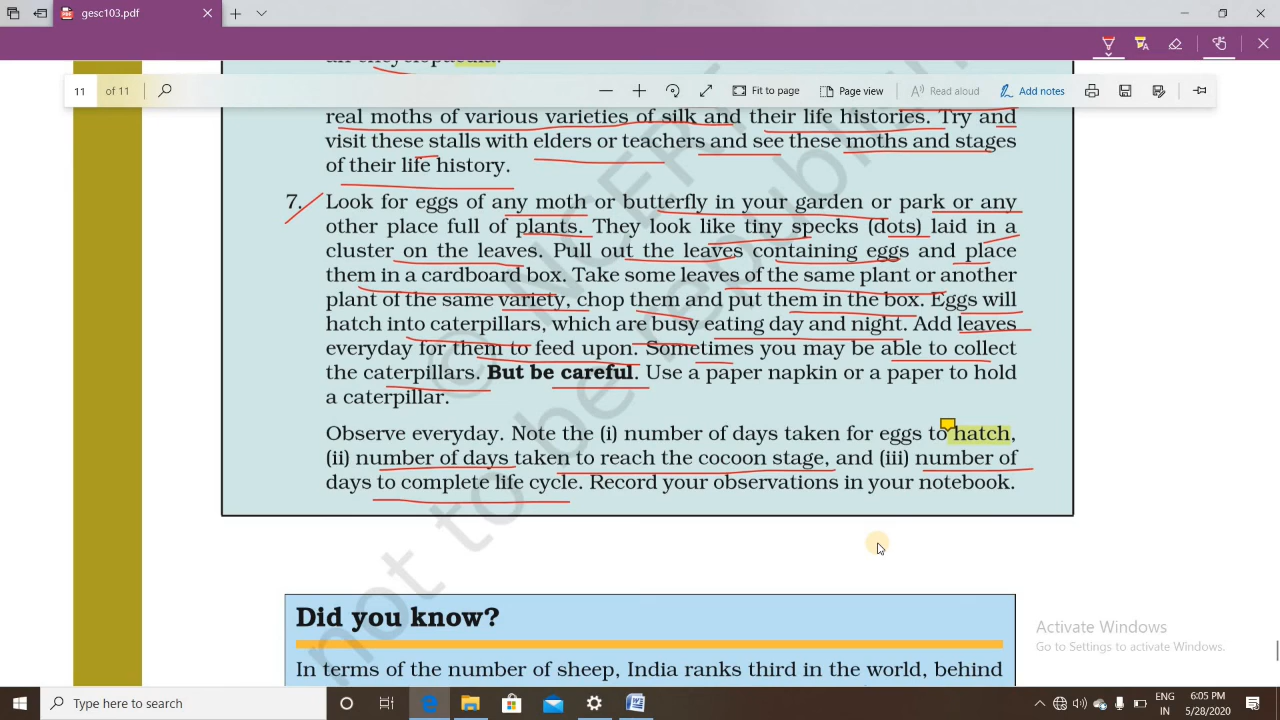 gesc103.pdf
an encyclopaedia.
11 of 11
Fit to page
Page view
Read aloud
Add notes
real moths of various varieties of silk and their life histories. Try and
visit these stalls with elders or teachers and see these moths and stages
of their life history.
7. Look for eggs of any moth or butterfly in your garden or park or any
other place full of plants. They look like tiny specks (dots) laid in a
cluster on the leaves. Pull out the leaves containing eggs and place
them in a cardboard box. Take some leaves of the same plant or another
plant of the same variety, chop them and put them in the box. Eggs will
hatch into caterpillars, which are busy eating day and night. Add leaves
everyday for them to feed upon. Sometimes you may be able to collect
the caterpillars. But be careful. Use a paper napkin or a paper to hold
a caterpillar.
Observe everyday. Note the (i) number of days taken for eggs to hatch,
(ii) number of days taken to reach the cocoon stage, and (iii) number of
days to complete life cycle. Record your observations in your notebook.
© NCERT
not to be republished
Did you know?
In terms of the number of sheep, India ranks third in the world, behind
Activate Windows
Go to Settings to activate Windows.
Type here to search
ENG
IN
6:05 PM
5/28/2020